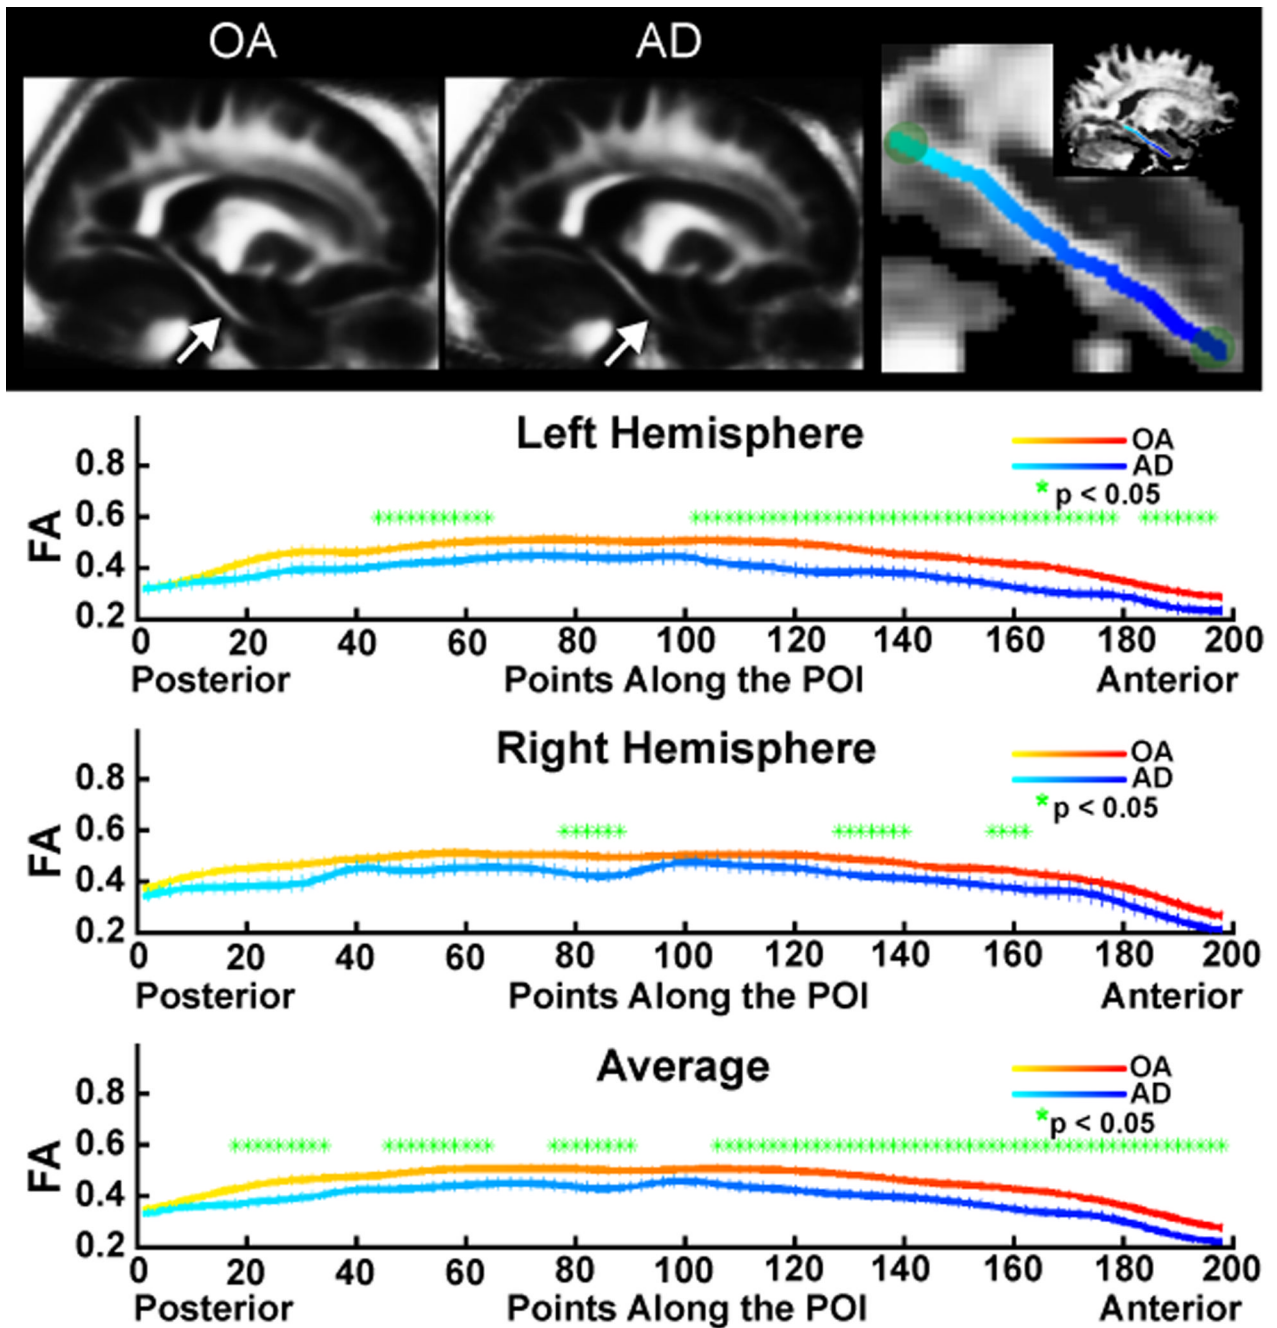 OA AD
Left Hemisphere
OA
AD
* p < 0.05
FA
0.8
0.6
0.4
0.2
0 20 40 60 80 100 120 140 160 180 200
Posterior Points Along the POI Anterior
Right Hemisphere
OA
AD
* p < 0.05
FA
0.8
0.6
0.4
0.2
0 20 40 60 80 100 120 140 160 180 200
Posterior Points Along the POI Anterior
Average
OA
AD
* p < 0.05
FA
0.8
0.6
0.4
0.2
0 20 40 60 80 100 120 140 160 180 200
Posterior Points Along the POI Anterior